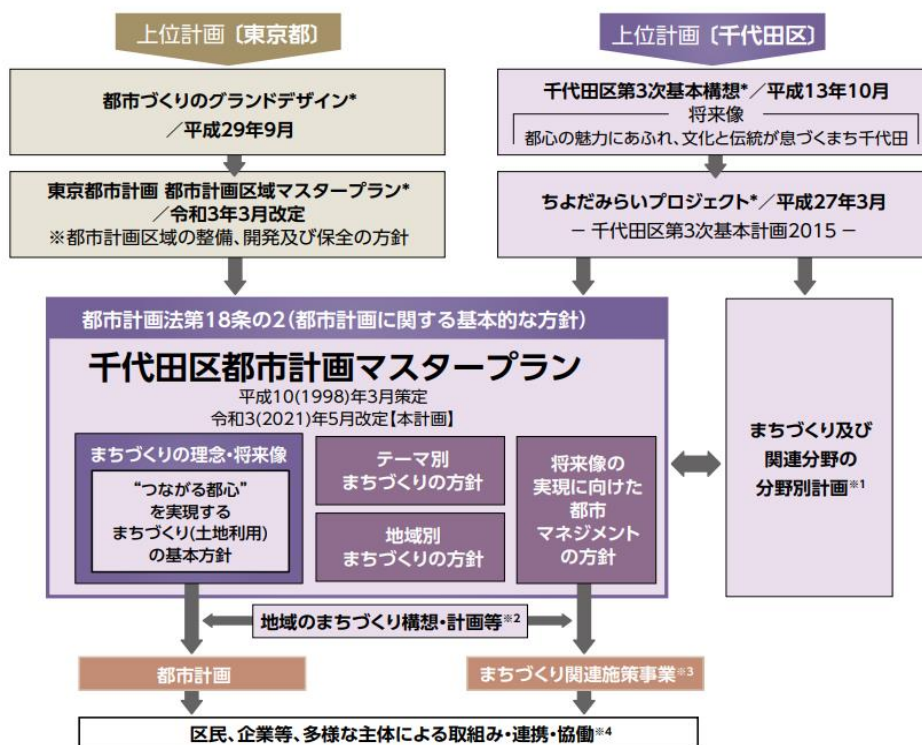 上位計画〔東京都〕
都市づくりのグランドデザイン*
／平成29年9月
東京都市計画 都市計画区域マスタープラン*
／令和3年3月改定
※都市計画区域の整備、開発及び保全の方針
上位計画〔千代田区〕
千代田区第3次基本構想*／平成13年10月
将来像
都心の魅力にあふれ、文化と伝統が息づくまち千代田
ちよだみらいプロジェクト*／平成27年3月
－ 千代田区第3次基本計画2015 －
都市計画法第18条の2(都市計画に関する基本的な方針)
千代田区都市計画マスタープラン
平成10(1998)年3月策定
令和3(2021)年5月改定【本計画】
まちづくりの理念・将来像
“つながる都心”
を実現する
まちづくり(土地利用)
の基本方針
テーマ別
まちづくりの方針
地域別
まちづくりの方針
将来像の
実現に向けた
都市
マネジメント
の方針
まちづくり及び
関連分野の
分野別計画※1
地域のまちづくり構想・計画等※2
都市計画
まちづくり関連施策事業※3
区民、企業等、多様な主体による取組み・連携・協働※4